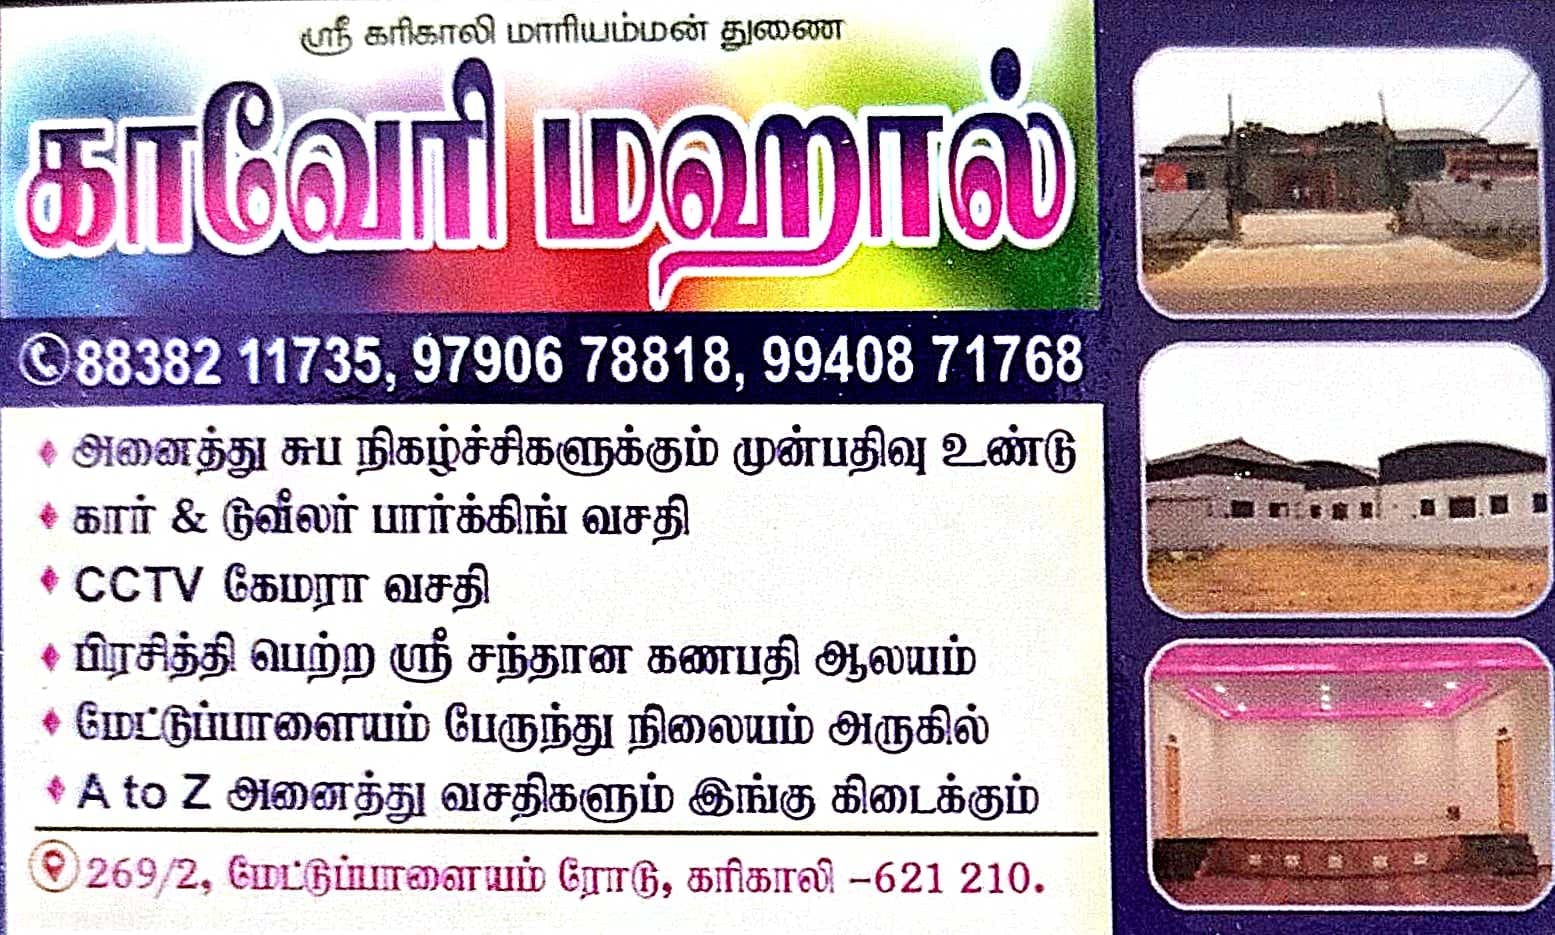 ஸ்ரீ கரிகாலி மாரியம்மன் துணை
காவேரி மஹால்
88382 11735, 97906 78818, 99408 71768
அனைத்து சுப நிகழ்ச்சிகளுக்கும் முன்பதிவு உண்டு
கார் & டூவீலர் பார்க்கிங் வசதி
CCTV கேமரா வசதி
பிரசித்தி பெற்ற ஸ்ரீ சந்தான கணபதி ஆலயம்
மேட்டுப்பாளையம் பேருந்து நிலையம் அருகில்
A to Z அனைத்து வசதிகளும் இங்கு கிடைக்கும்
269/2, மேட்டுப்பாளையம் ரோடு, கரிகாலி -621 210.